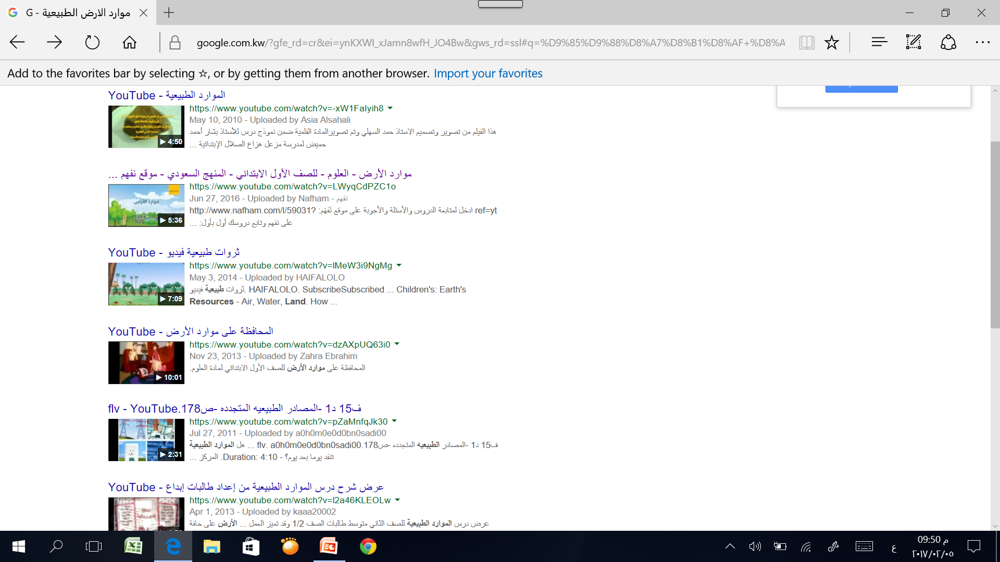 موارد الارض الطبيعية - G
google.com.kw/?gfe_rd=cr&ei=ynKXWI_xJamn8wfH_JO4Bw&gws_rd=ssl#q=%D9%85%D9%88%D8%A7%D8%B1%D8%AF+%D8%A
Add to the favorites bar by selecting ☆, or by getting them from another browser. Import your favorites
الموارد الطبيعية - YouTube
https://www.youtube.com/watch?v=-xW1FaIyih8
May 10, 2010 - Uploaded by Asia Alsahali
هذا الفيلم من تصوير وتصميم الاستاذ حمد السهلي وتم تصويرالمادة الفلمية ضمن نموذج درس للأستاذ بشار أحمد
حميض لمدرسة مزعل هزاع الصلال الإبتدائية ...
4:50
موارد الأرض - العلوم - للصف الأول الابتدائي - المنهج السعودي - موقع نفهم ...
https://www.youtube.com/watch?v=LWyqCdPZC1o
Jun 27, 2016 - Uploaded by Nafham - نفهم
ادخل لمتابعة الدروس والأسئلة والأجوبة على موقع نَفهَم: http://www.nafham.com/l/59031?ref=yt
على نفهم وتابع دروسك أول بأول: ...
موارد الأرض
5:36
ثروات طبيعية فيديو - YouTube
https://www.youtube.com/watch?v=lMeW3i9NgMg
May 3, 2014 - Uploaded by HAIFALOLO
ثروات طبيعية فيديو. HAIFALOLO. SubscribeSubscribed ... Children's: Earth's
Resources - Air, Water, Land. How ...
7:09
المحافظة على موارد الأرض - YouTube
https://www.youtube.com/watch?v=dzAXpUQ63i0
Nov 23, 2013 - Uploaded by Zahra Ebrahim
المحافظة على موارد الأرض للصف الأول الابتدائي لمادة العلوم.
10:01
ف15 د1 -المصادر الطبيعيه المتجدده -ص178.flv - YouTube
https://www.youtube.com/watch?v=pZaMnfqJk30
Jul 27, 2011 - Uploaded by a0h0m0e0d0bn0sadi00
ف15 د1 -المصادر الطبيعيه المتجدده -ص178.flv. a0h0m0e0d0bn0sadi00 ... هل الموارد الطبيعية
تنفد يوما بعد يوم؟ - Duration: 4:10. المركز ...
2:31
عرض شرح درس الموارد الطبيعية من إعداد طالبات إبداع - YouTube
https://www.youtube.com/watch?v=l2a46KLEOLw
Apr 1, 2013 - Uploaded by kaaa20002
عرض درس الموارد الطبيعية للصف الثاني متوسط طالبات الصف 1/2 وقد تميز العمل ... الأرض على حافة
ع
09:50 م
٢٠١٧/٠٢/٠٥